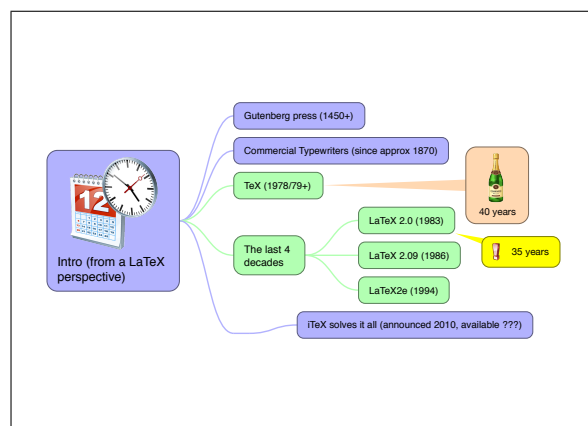 Gutenberg press (1450+)
Commercial Typewriters (since approx 1870)
TeX (1978/79+)
40 years
12
Intro (from a LaTeX
perspective)
The last 4
decades
LaTeX 2.0 (1983)
35 years
LaTeX 2.09 (1986)
LaTeX2e (1994)
iTeX solves it all (announced 2010, available ???)